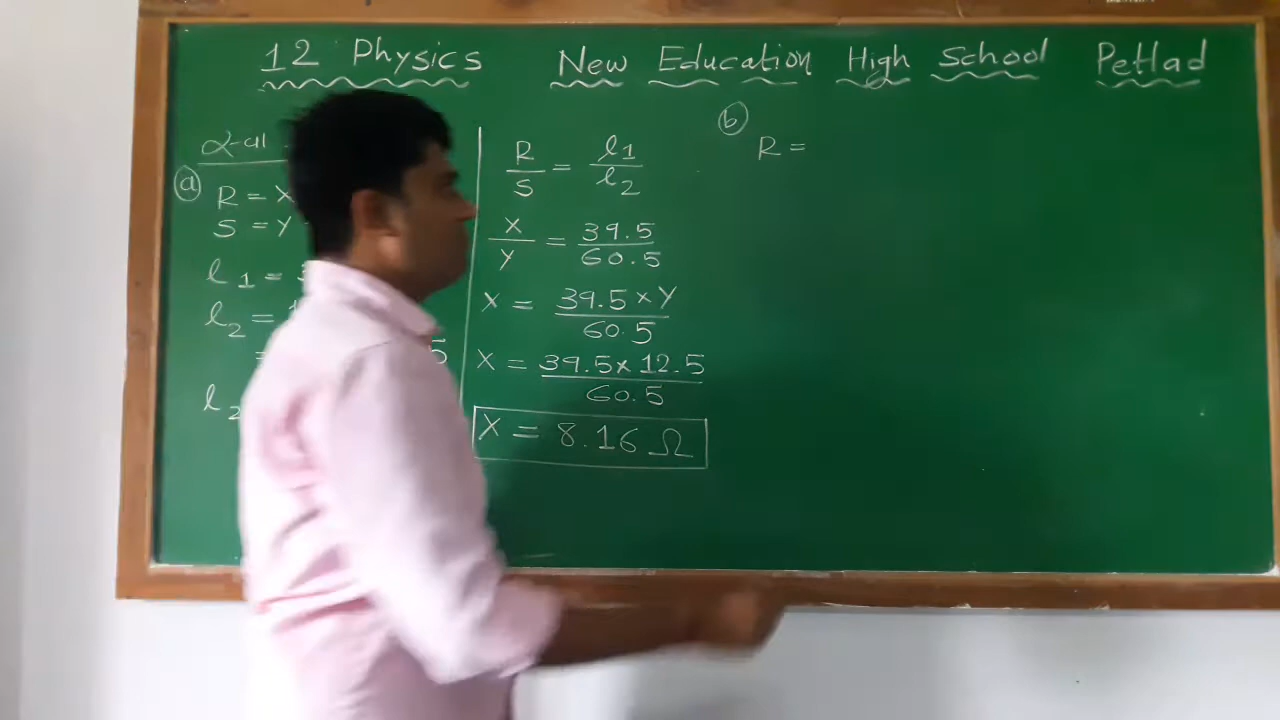 12 Physics New Education High School Petlad
(a)
R = X
S = Y
l1 =
l2 =
=
5
l2
R/S = l1/l2
X/Y = 39.5/60.5
X = 39.5 × Y/60.5
X = 39.5 × 12.5/60.5
X = 8.16 Ω
(b)
R =